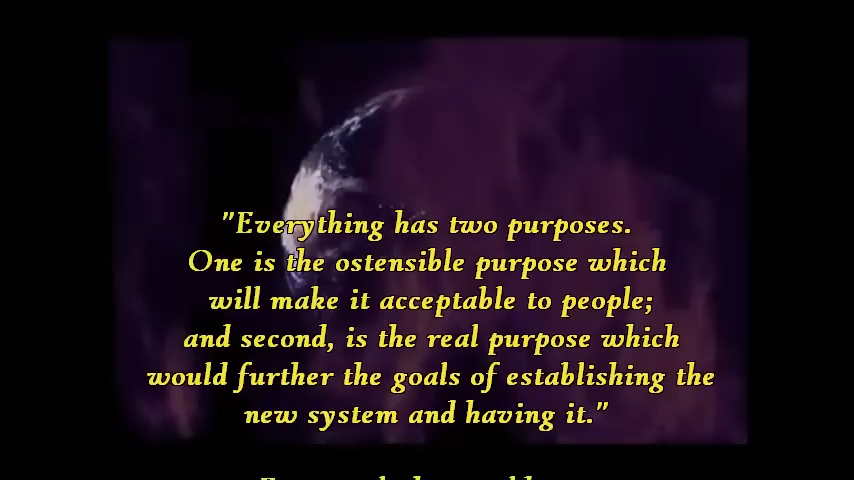 "Everything has two purposes.
One is the ostensible purpose which
will make it acceptable to people;
and second, is the real purpose which
would further the goals of establishing the
new system and having it."